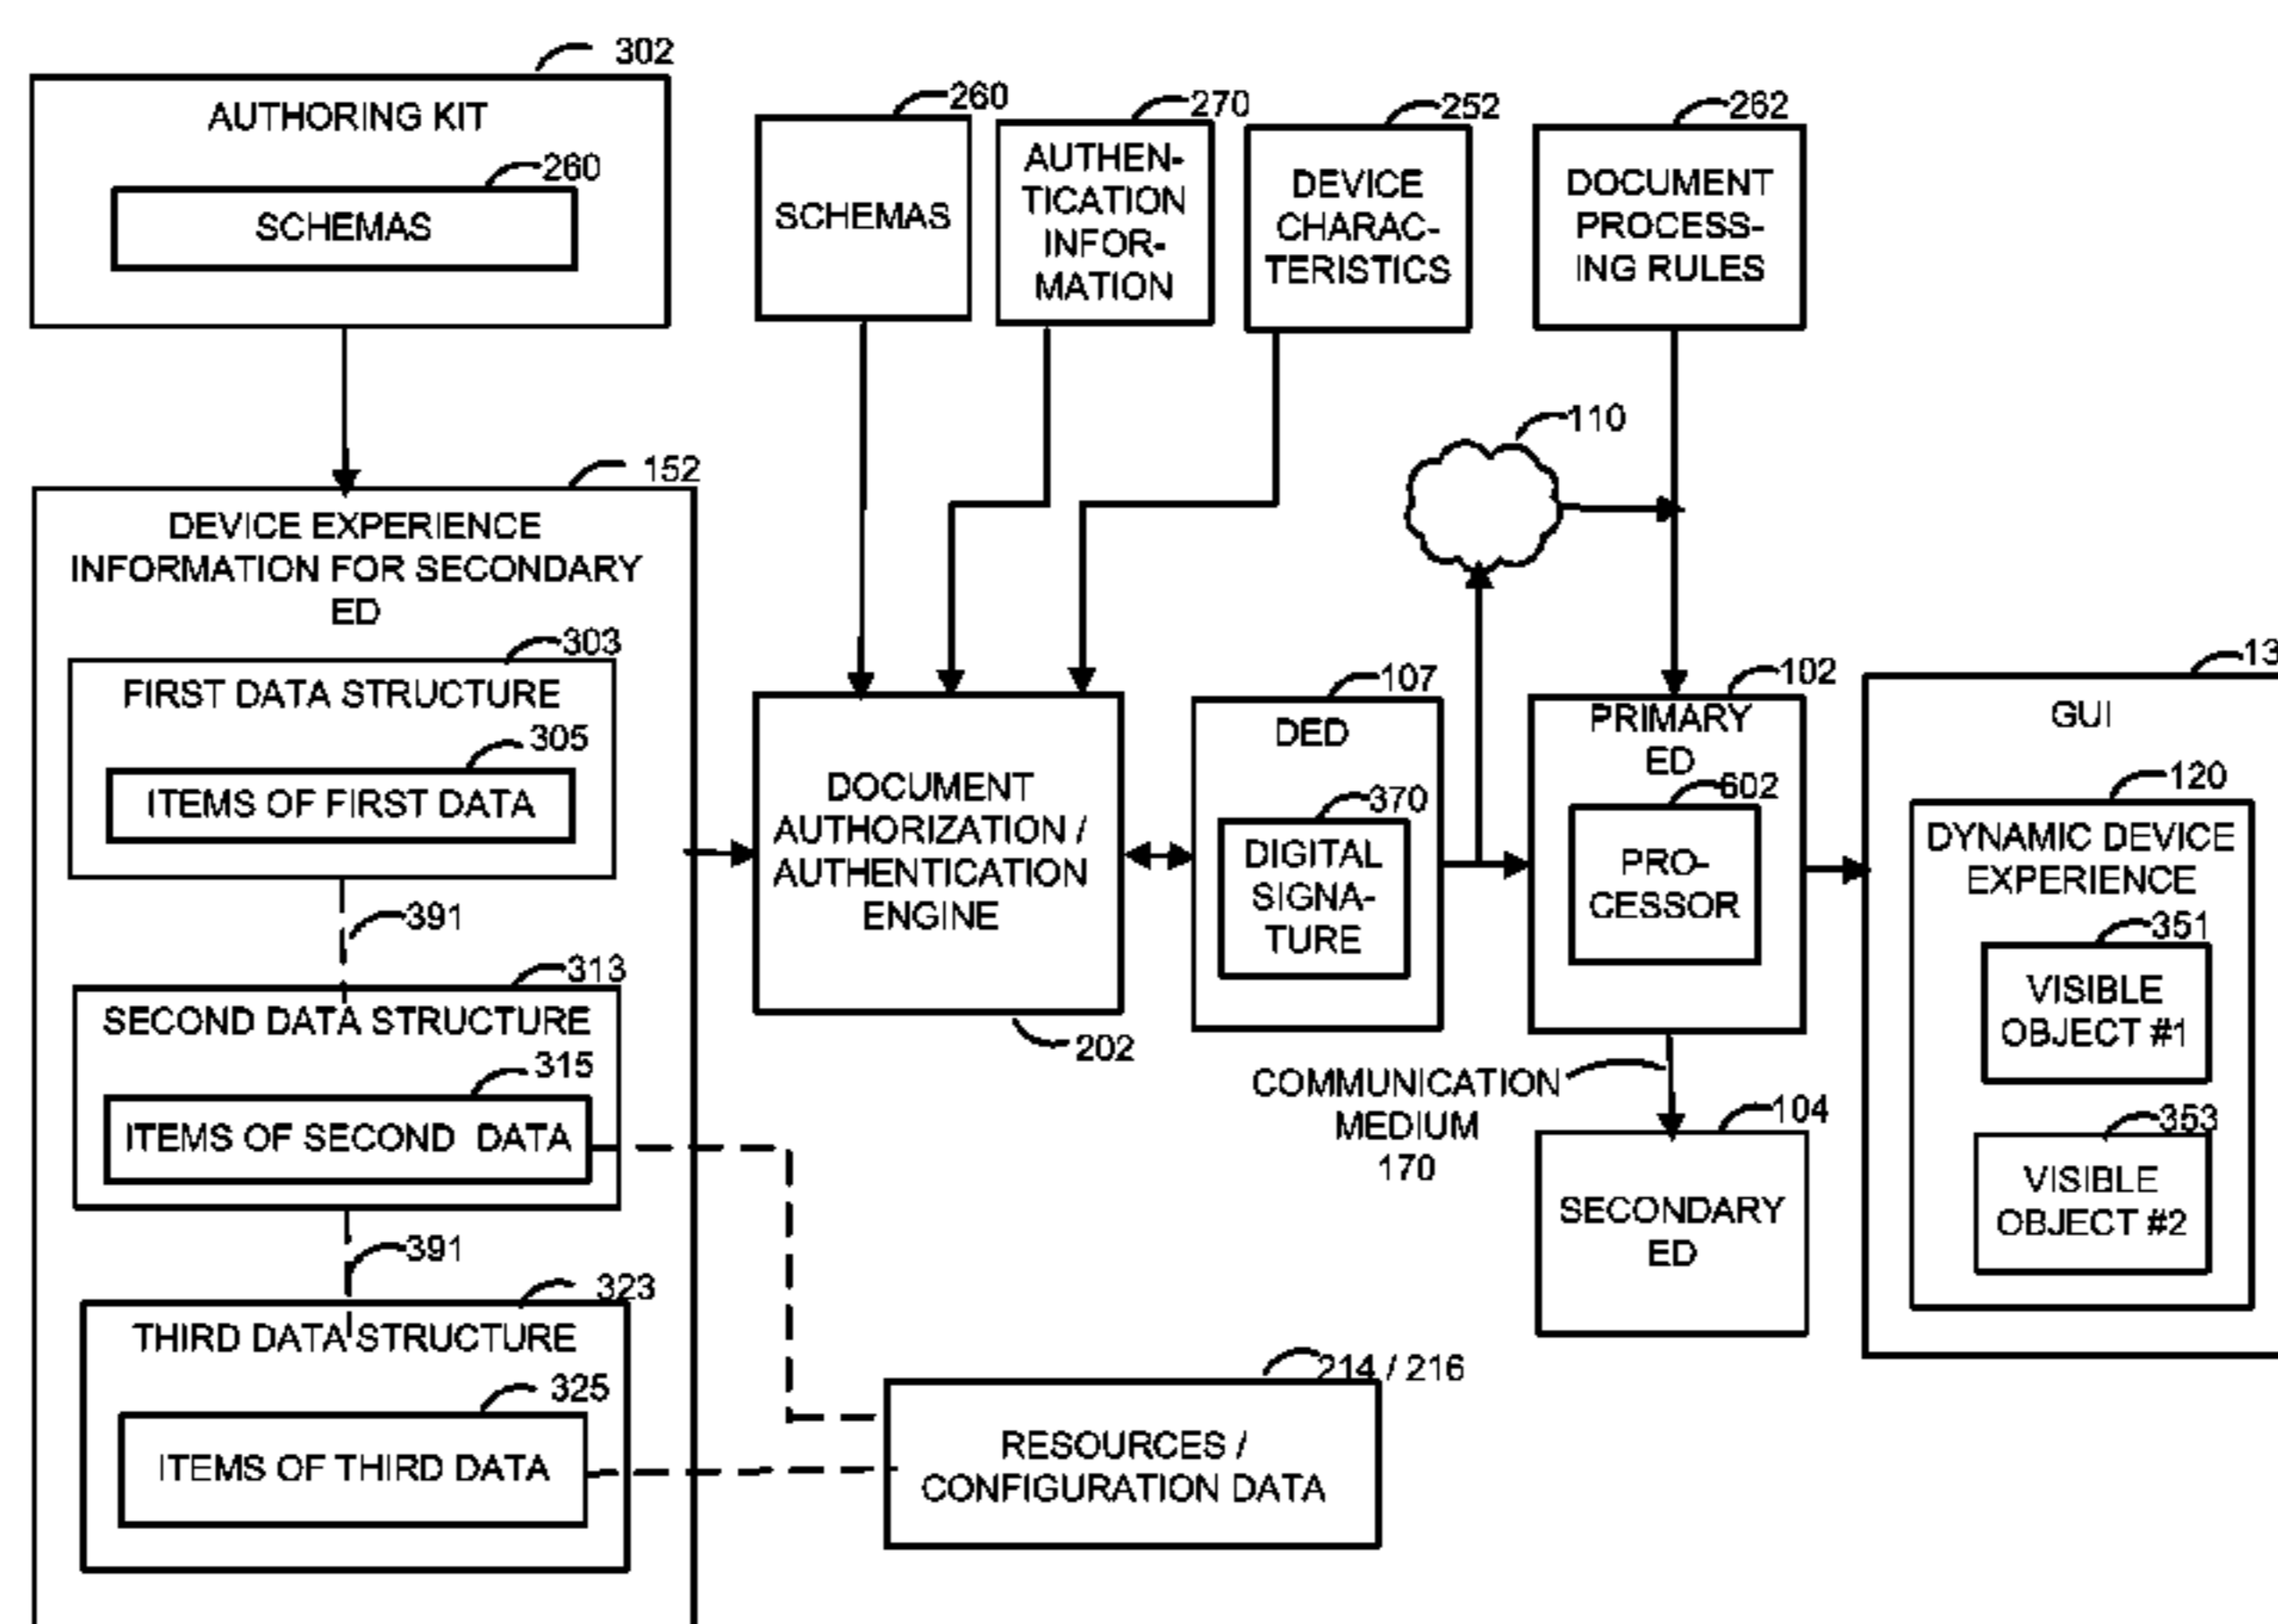 302
AUTHORING KIT
260
SCHEMAS
260
SCHEMAS
270
AUTHEN-
TICATION
INFOR-
MATION
252
DEVICE
CHARAC-
TERISTICS
262
DOCUMENT
PROCESS-
ING RULES
110
152
DEVICE EXPERIENCE
INFORMATION FOR SECONDARY
ED
303
FIRST DATA STRUCTURE
305
ITEMS OF FIRST DATA
391
313
SECOND DATA STRUCTURE
315
ITEMS OF SECOND DATA
391
323
THIRD DATA STRUCTURE
325
ITEMS OF THIRD DATA
DOCUMENT
AUTHORIZATION /
AUTHENTICATION
ENGINE
202
107
DED
370
DIGITAL
SIGNA-
TURE
102
PRIMARY
ED
602
PRO-
CESSOR
COMMUNICATION
MEDIUM
170
104
SECONDARY
ED
214 / 216
RESOURCES /
CONFIGURATION DATA
13
GUI
120
DYNAMIC DEVICE
EXPERIENCE
351
VISIBLE
OBJECT #1
353
VISIBLE
OBJECT #2